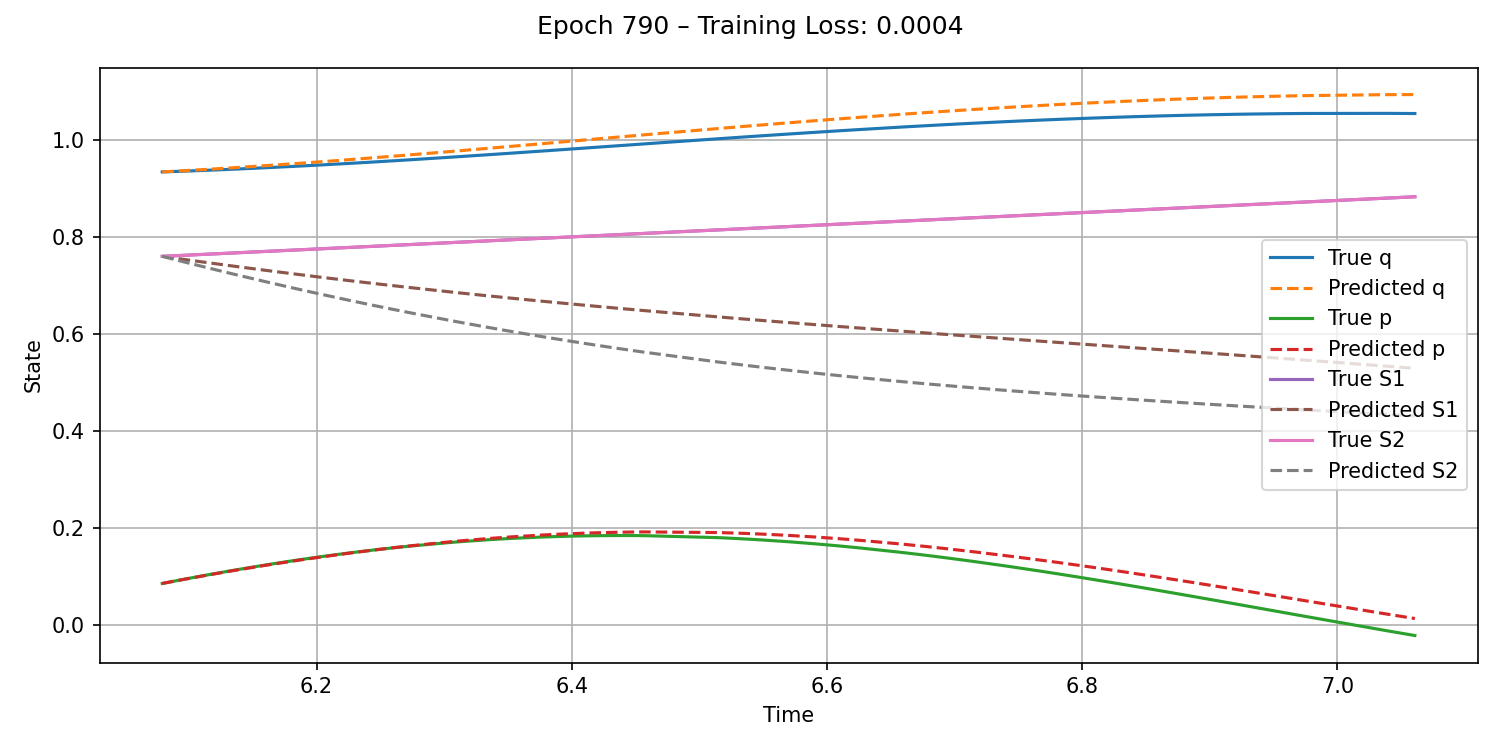 Epoch 790 – Training Loss: 0.0004
1.0
0.8
0.6
0.4
0.2
0.0
State
True q
Predicted q
True p
Predicted p
True S1
Predicted S1
True S2
Predicted S2
6.2 6.4 6.6 6.8 7.0
Time